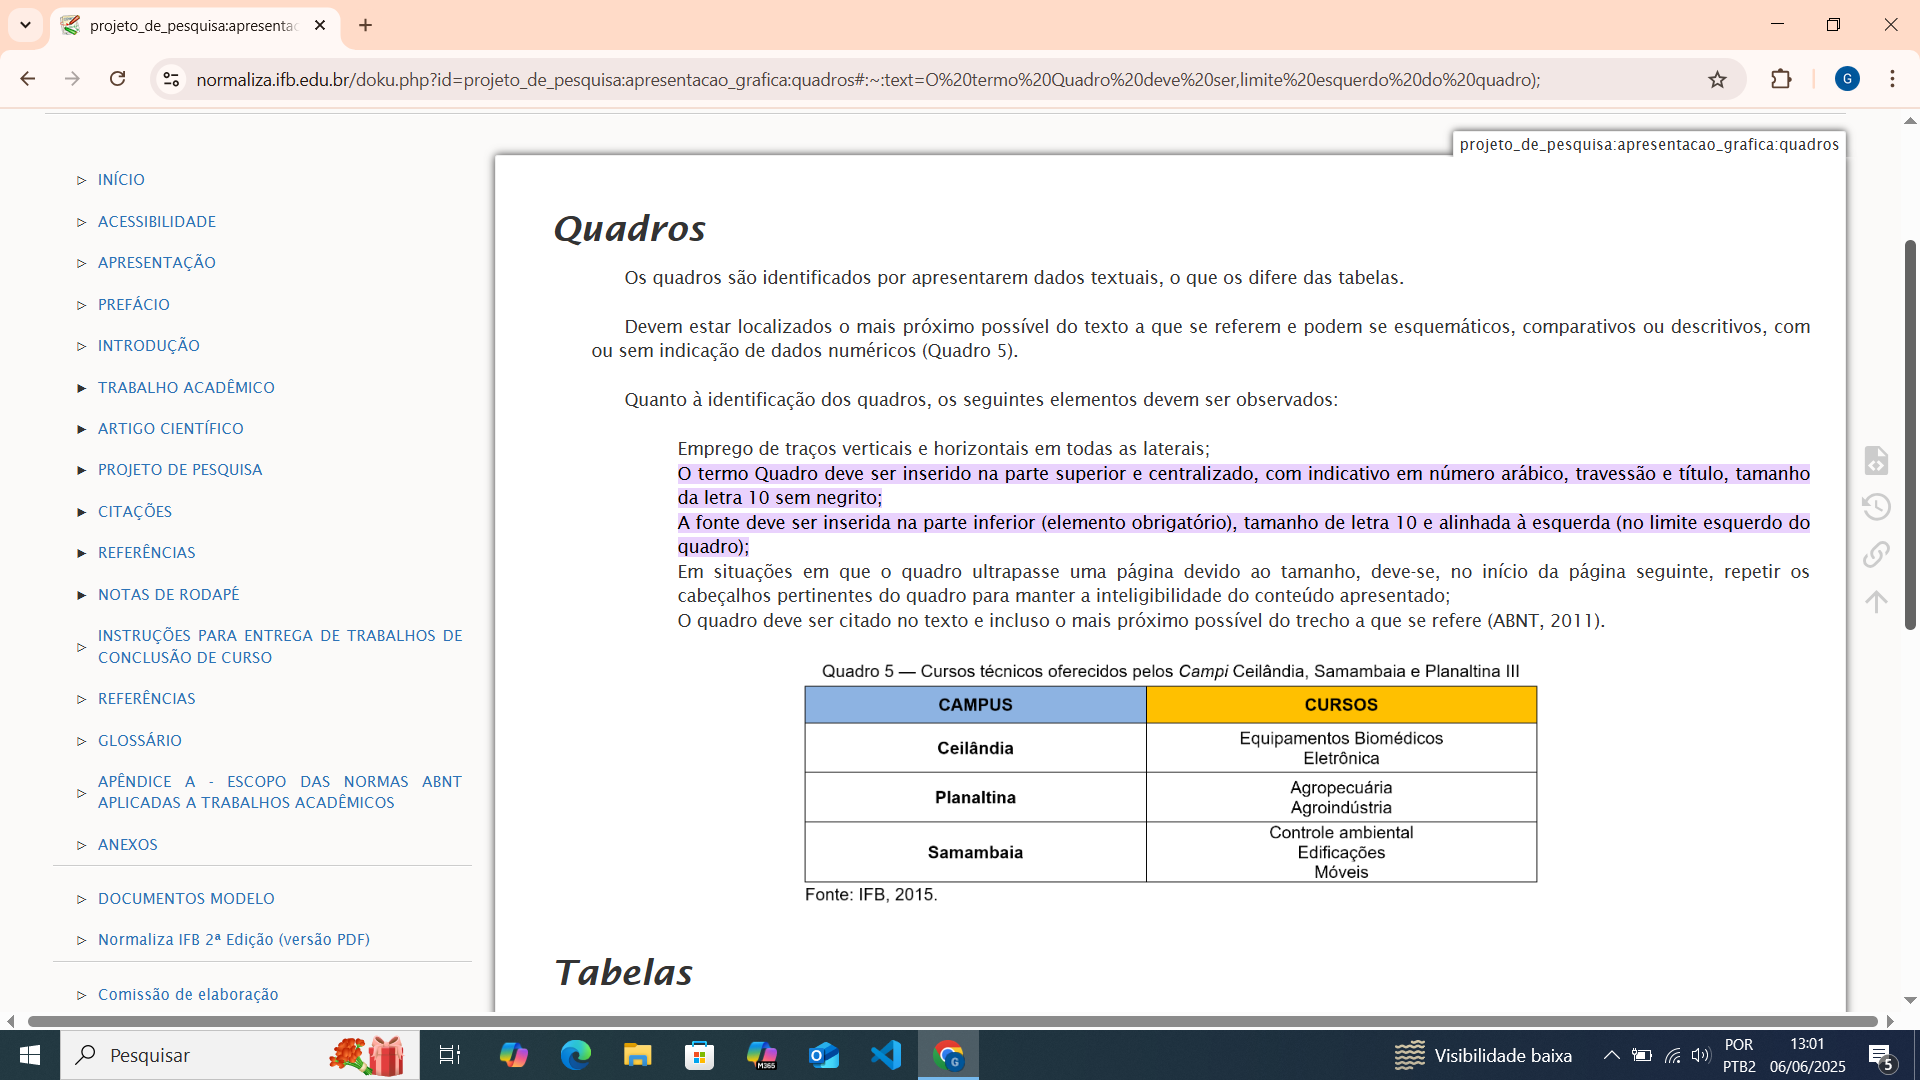 projeto_de_pesquisa:apresentac
normaliza.ifb.edu.br/doku.php?id=projeto_de_pesquisa:apresentacao_grafica:quadros#:~:text=O%20termo%20Quadro%20deve%20ser,limite%20esquerdo%20do%20quadro);
G
projeto_de_pesquisa:apresentacao_grafica:quadros
INÍCIO
ACESSIBILIDADE
APRESENTAÇÃO
PREFÁCIO
INTRODUÇÃO
TRABALHO ACADÊMICO
ARTIGO CIENTÍFICO
PROJETO DE PESQUISA
CITAÇÕES
REFERÊNCIAS
NOTAS DE RODAPÉ
INSTRUÇÕES PARA ENTREGA DE TRABALHOS DE
CONCLUSÃO DE CURSO
REFERÊNCIAS
GLOSSÁRIO
APÊNDICE A - ESCOPO DAS NORMAS ABNT
APLICADAS A TRABALHOS ACADÊMICOS
ANEXOS
DOCUMENTOS MODELO
Normaliza IFB 2ª Edição (versão PDF)
Comissão de elaboração
Quadros
Os quadros são identificados por apresentarem dados textuais, o que os difere das tabelas.
Devem estar localizados o mais próximo possível do texto a que se referem e podem se esquemáticos, comparativos ou descritivos, com
ou sem indicação de dados numéricos (Quadro 5).
Quanto à identificação dos quadros, os seguintes elementos devem ser observados:
Emprego de traços verticais e horizontais em todas as laterais;
O termo Quadro deve ser inserido na parte superior e centralizado, com indicativo em número arábico, travessão e título, tamanho
da letra 10 sem negrito;
A fonte deve ser inserida na parte inferior (elemento obrigatório), tamanho de letra 10 e alinhada à esquerda (no limite esquerdo do
quadro);
Em situações em que o quadro ultrapasse uma página devido ao tamanho, deve-se, no início da página seguinte, repetir os
cabeçalhos pertinentes do quadro para manter a inteligibilidade do conteúdo apresentado;
O quadro deve ser citado no texto e incluso o mais próximo possível do trecho a que se refere (ABNT, 2011).
Quadro 5 — Cursos técnicos oferecidos pelos Campi Ceilândia, Samambaia e Planaltina III
CAMPUS CURSOS
Ceilândia Equipamentos Biomédicos
Eletrônica
Planaltina Agropecuária
Agroindústria
Samambaia Controle ambiental
Edificações
Móveis
Fonte: IFB, 2015.
Tabelas
Pesquisar
M365
G
Visibilidade baixa
POR
PTB2
13:01
06/06/2025
5